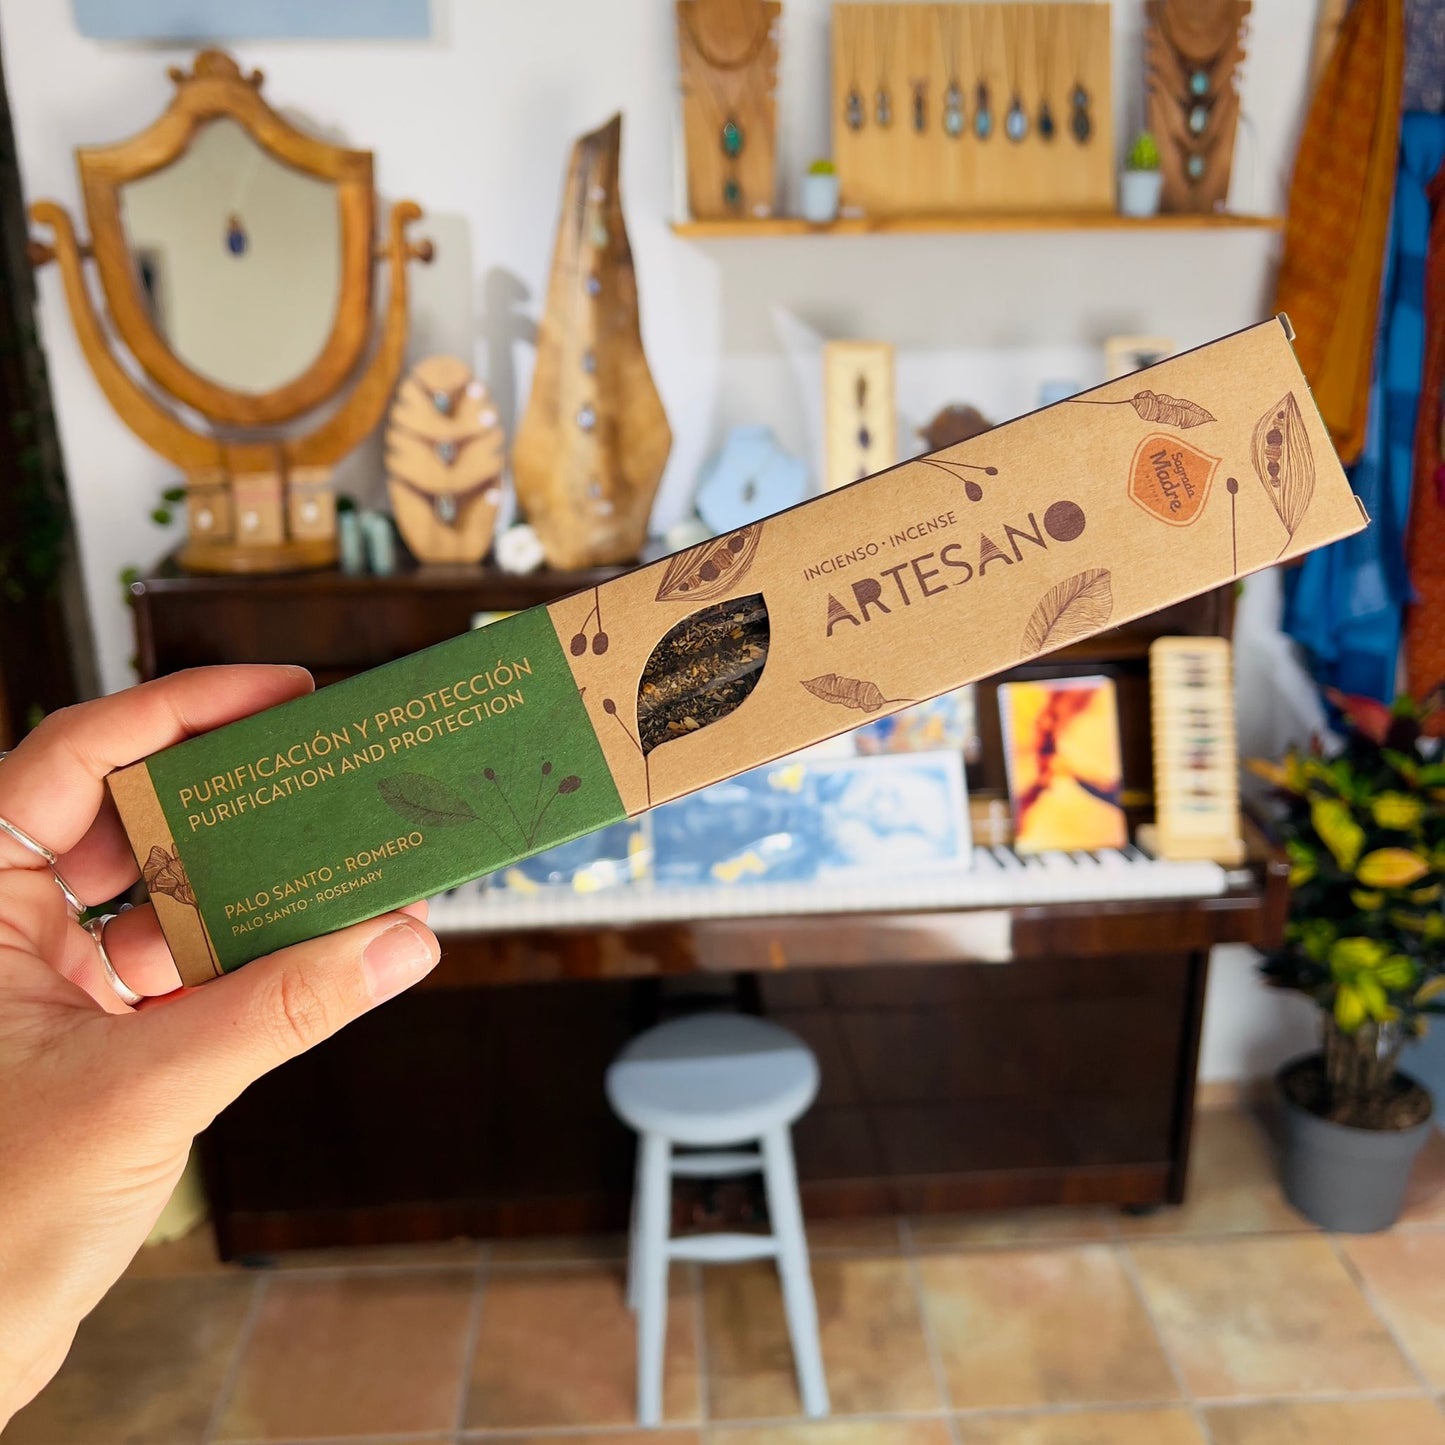 PURIFICACIÓN Y PROTECCIÓN
PURIFICATION AND PROTECTION
PALO SANTO · ROMERO
PALO SANTO · ROSEMARY
INCIENSO · INCENSE
ARTESANO
Sagrada
Madre